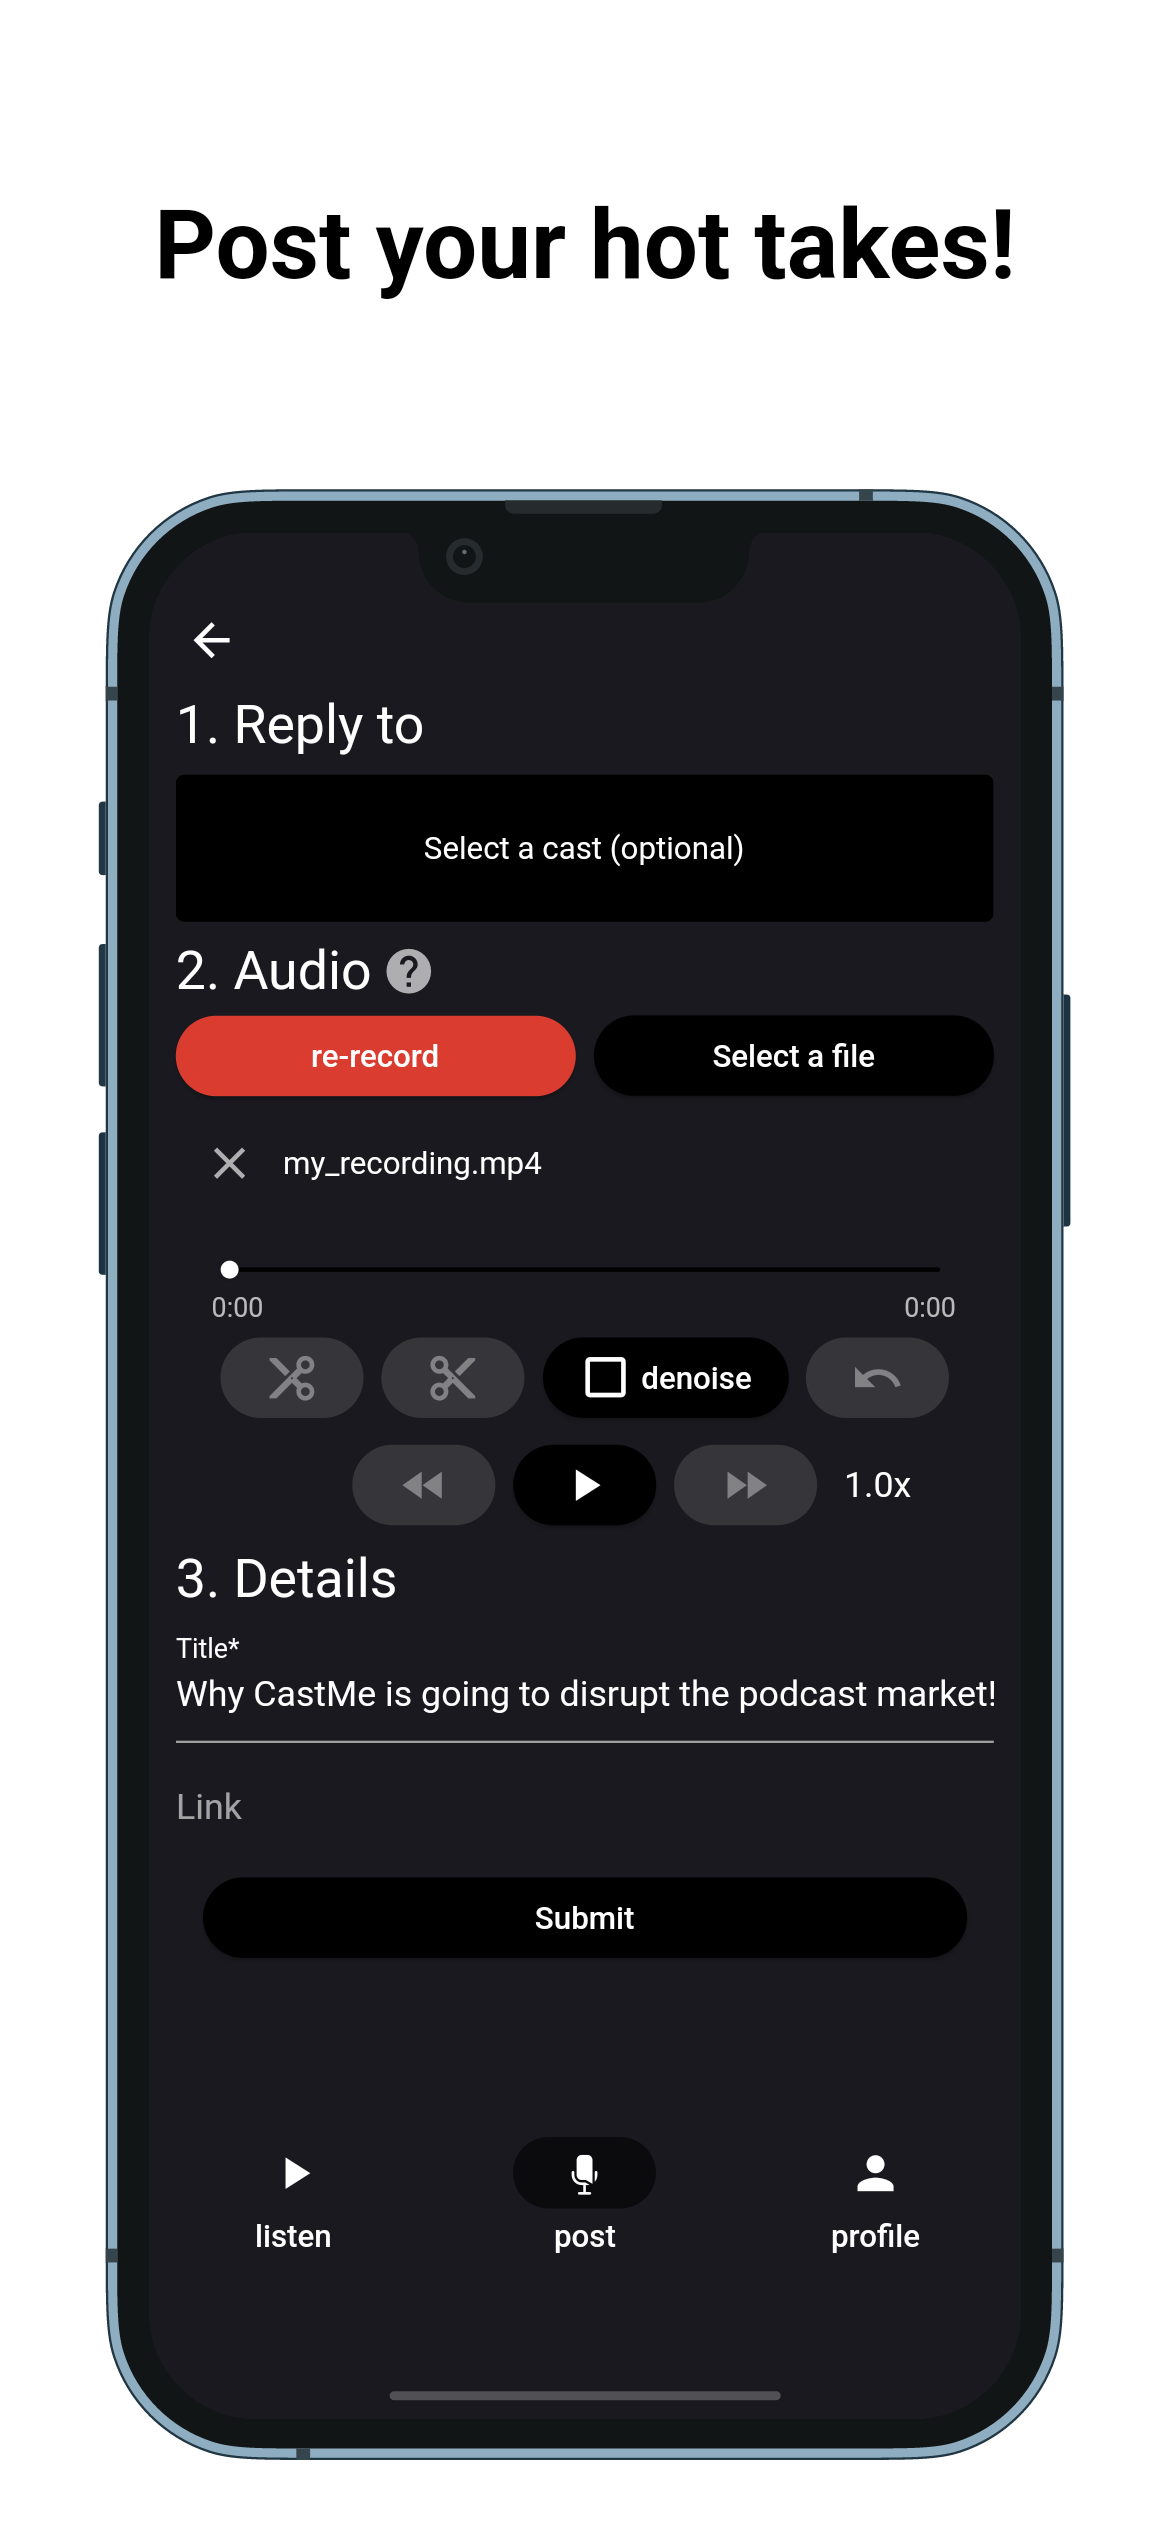 Post your hot takes!
1. Reply to
Select a cast (optional)
2. Audio ?
re-record
Select a file
my_recording.mp4
0:00
0:00
denoise
1.0x
3. Details
Title*
Why CastMe is going to disrupt the podcast market!
Link
Submit
listen
post
profile